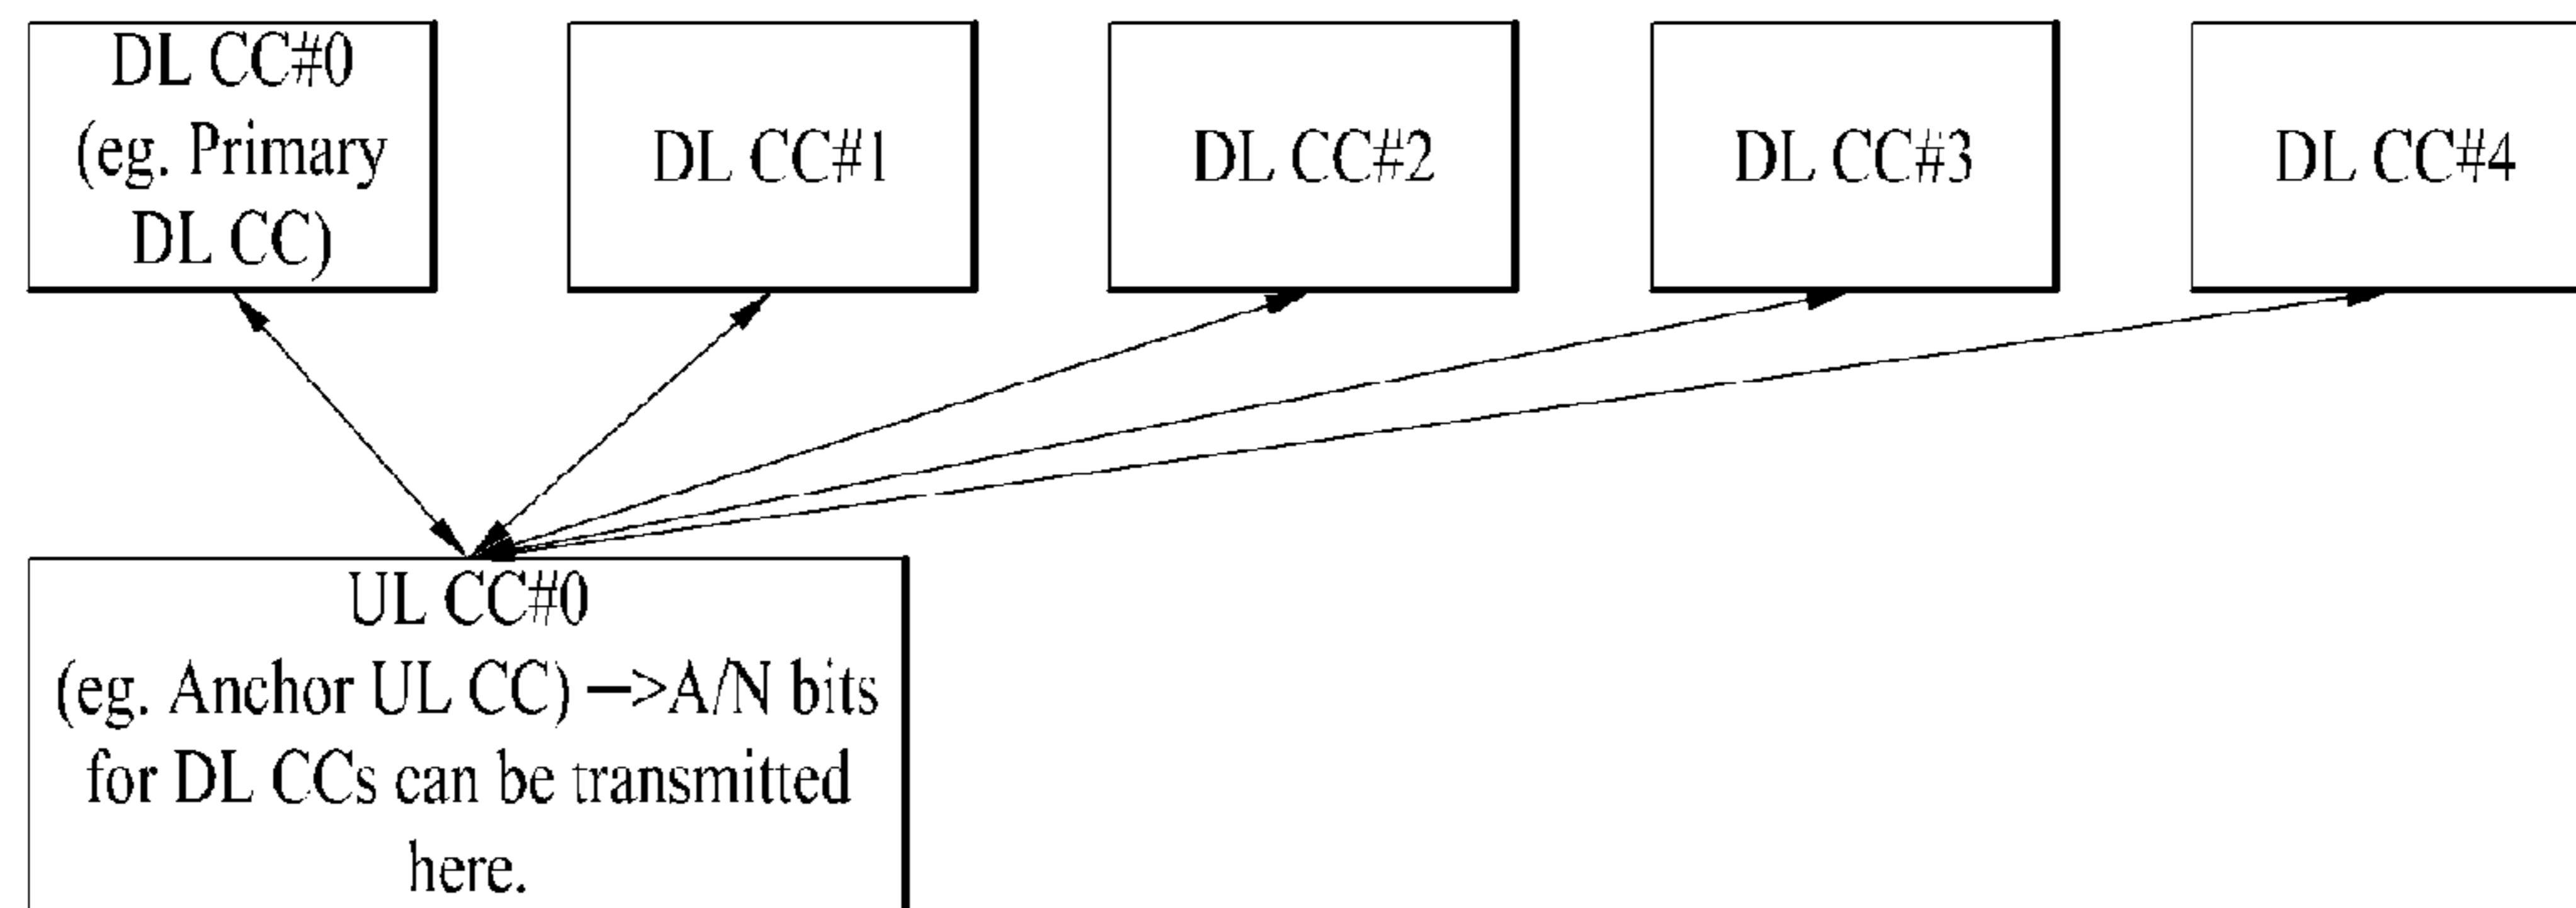 DL CC#0
(eg. Primary
DL CC)
DL CC#1
DL CC#2
DL CC#3
DL CC#4
UL CC#0
(eg. Anchor UL CC) —>A/N bits
for DL CCs can be transmitted
here.